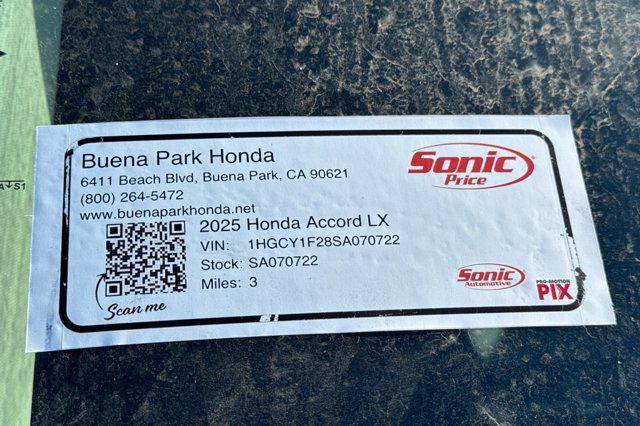 Buena Park Honda
6411 Beach Blvd, Buena Park, CA 90621
(800) 264-5472
www.buenaparkhonda.net
Sonic
Price
2025 Honda Accord LX
VIN: 1HGCY1F28SA070722
Stock: SA070722
Miles: 3
Scan me
Sonic
Automotive
PRO-MOTION
PIX
AS1